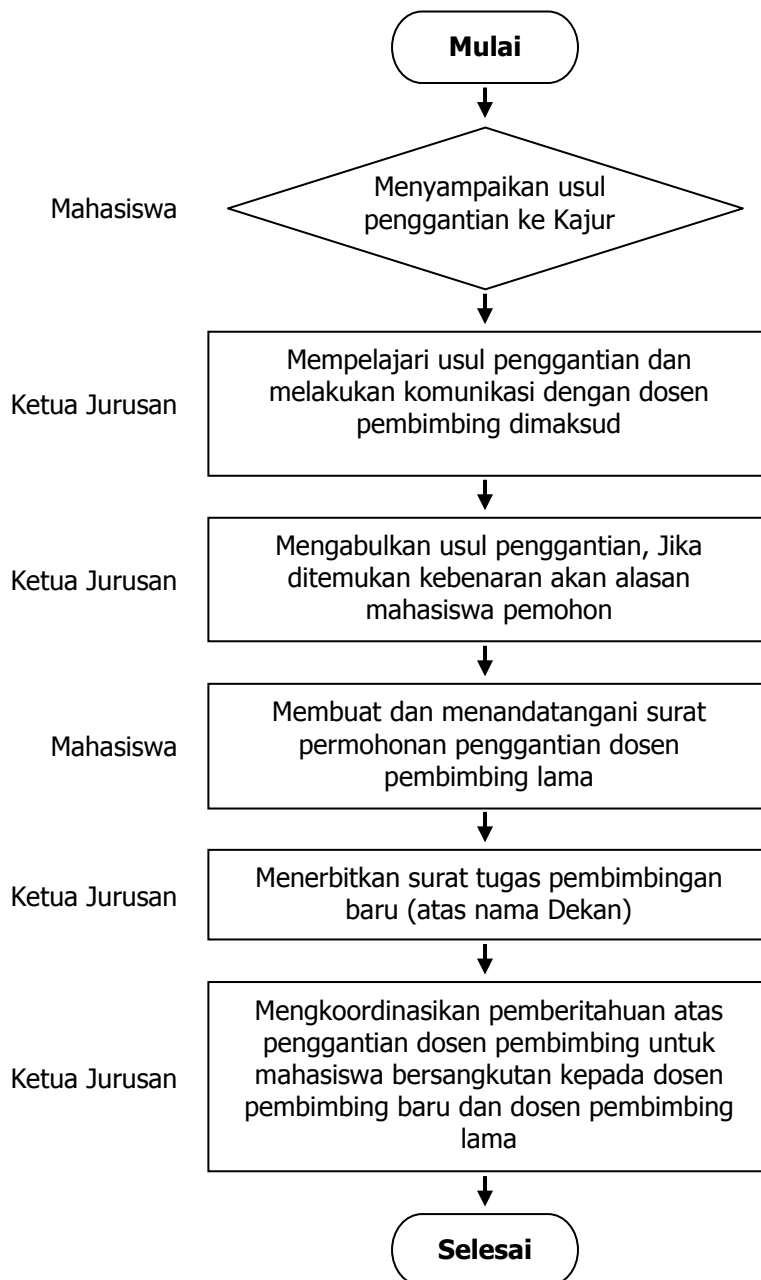 Mulai
Mahasiswa
Menyampaikan usul
penggantian ke Kajur
Ketua Jurusan
Mempelajari usul penggantian dan
melakukan komunikasi dengan dosen
pembimbing dimaksud
Ketua Jurusan
Mengabulkan usul penggantian, Jika
ditemukan kebenaran akan alasan
mahasiswa pemohon
Mahasiswa
Membuat dan menandatangani surat
permohonan penggantian dosen
pembimbing lama
Ketua Jurusan
Menerbitkan surat tugas pembimbingan
baru (atas nama Dekan)
Ketua Jurusan
Mengkoordinasikan pemberitahuan atas
penggantian dosen pembimbing untuk
mahasiswa bersangkutan kepada dosen
pembimbing baru dan dosen pembimbing
lama
Selesai